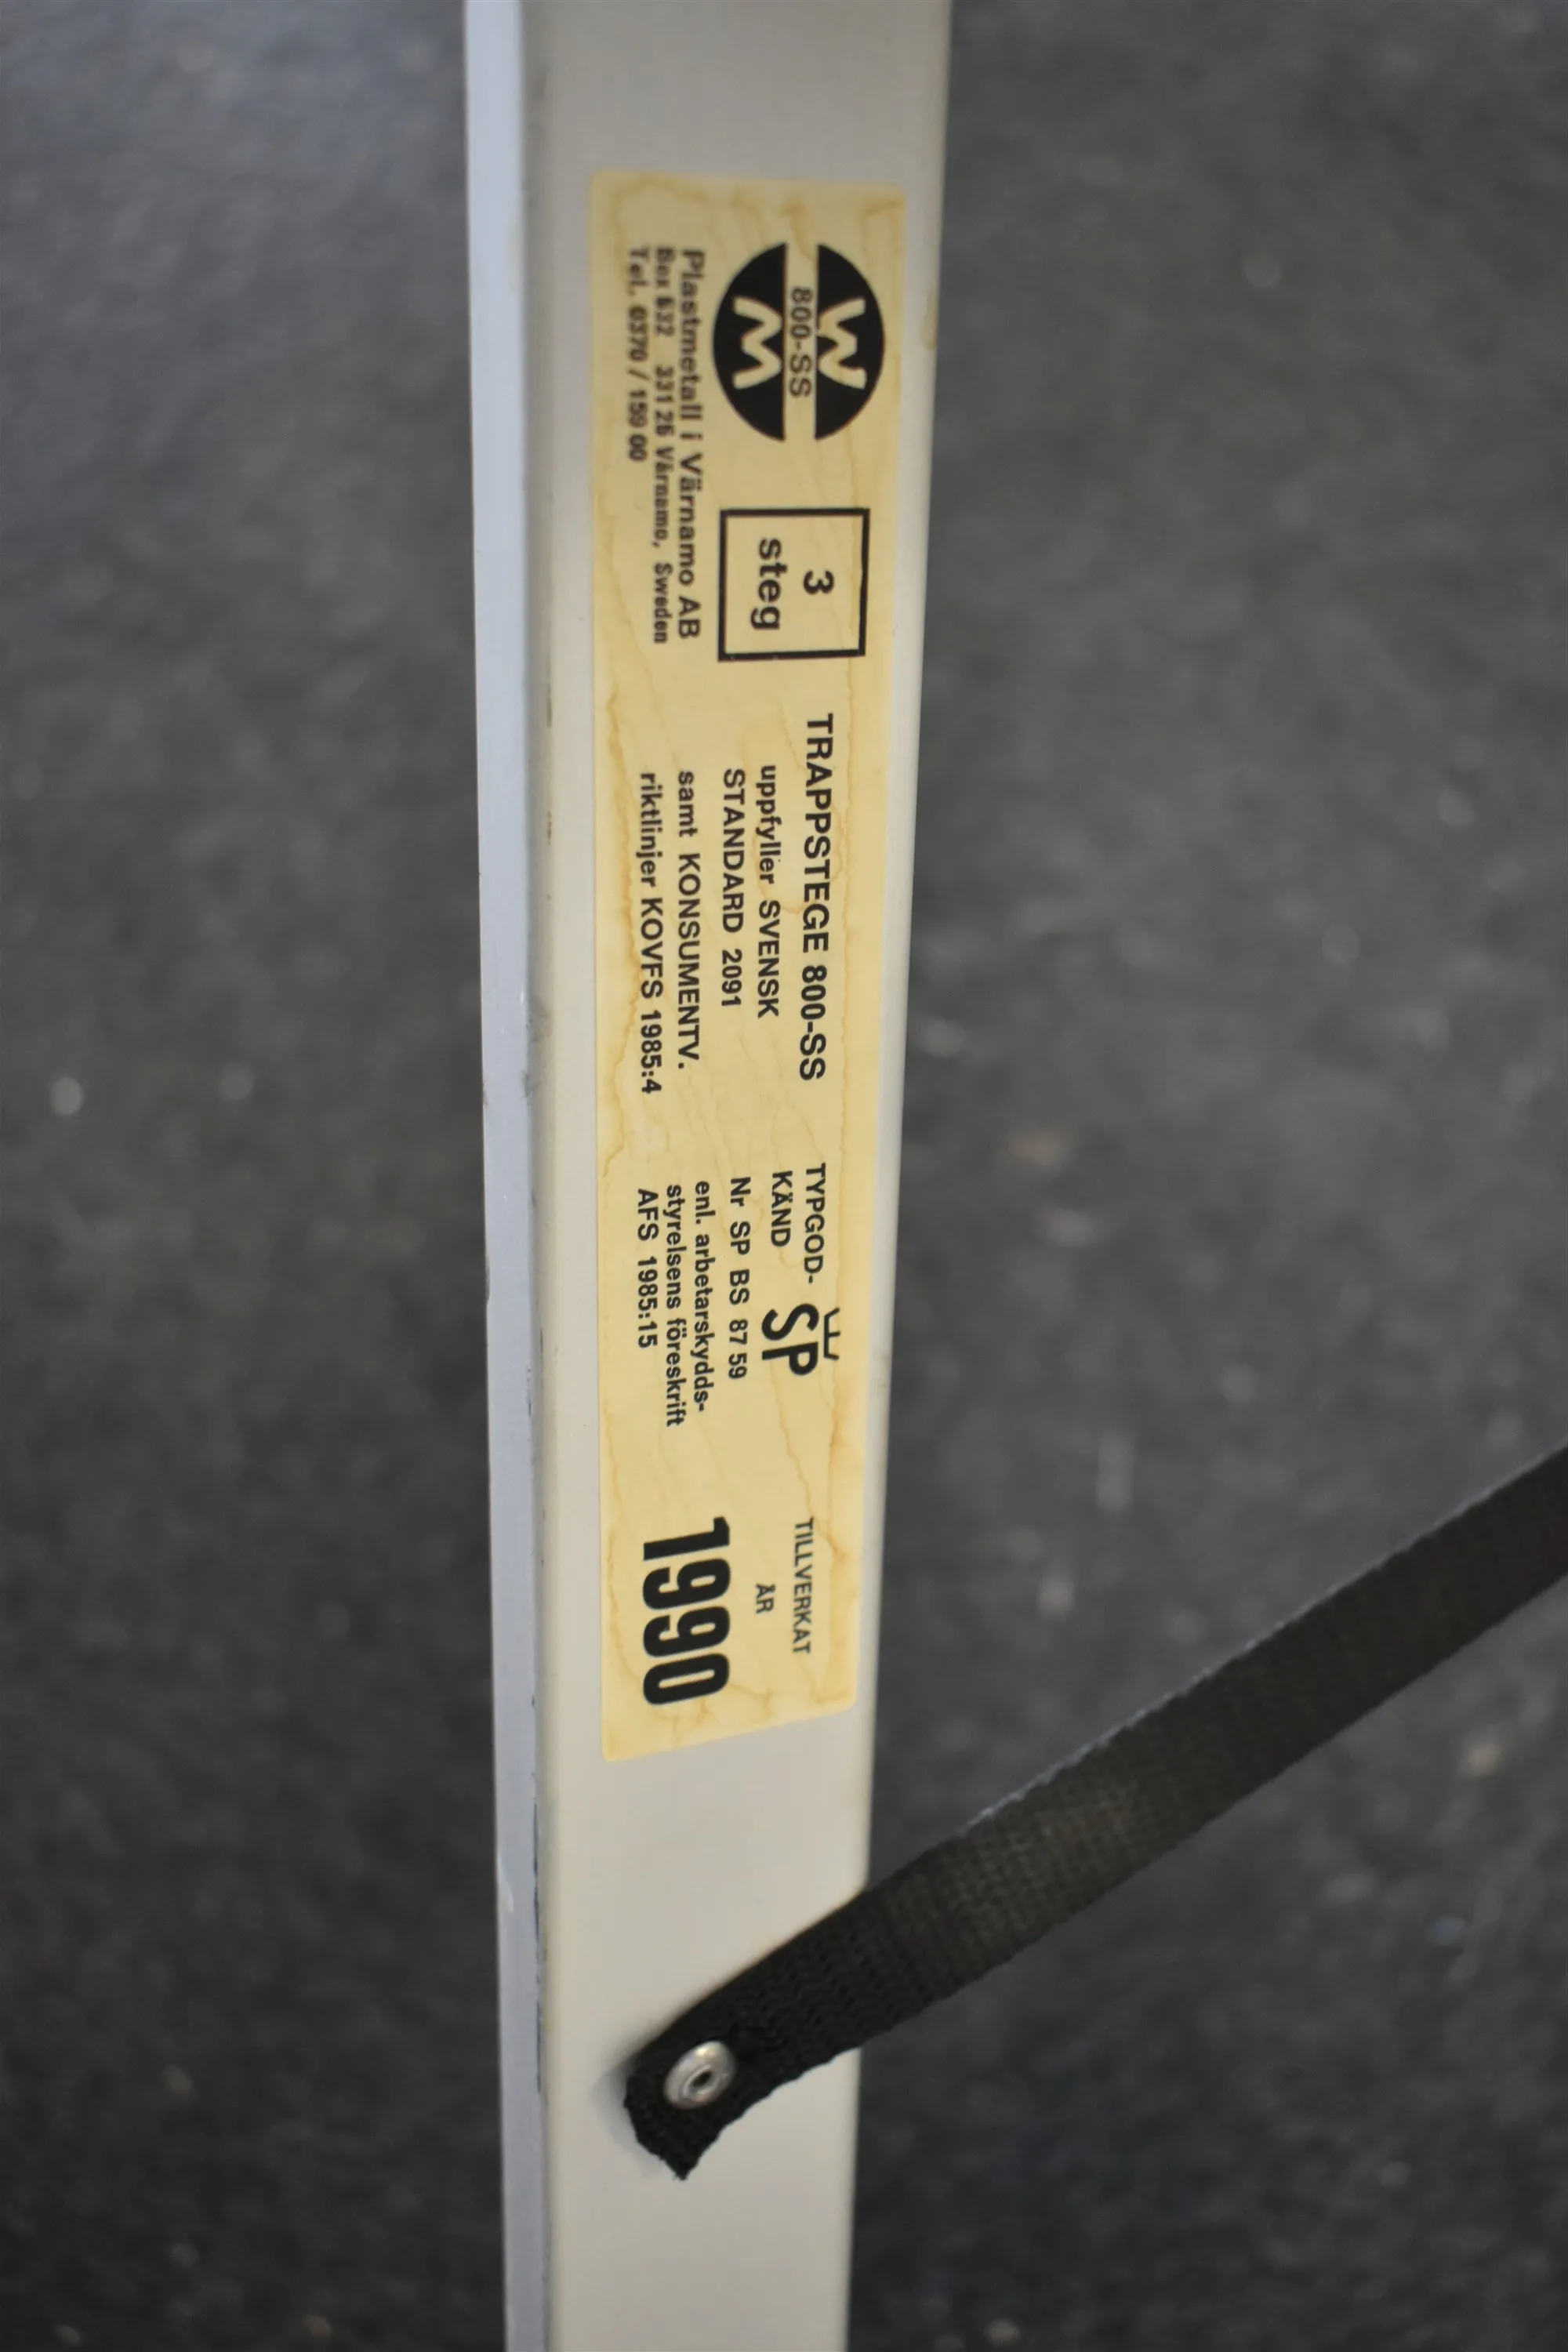 W
800-SS
M
Plastmetall i Värnamo AB
Box 632 331 26 Värnamo, Sweden
Tel. 0370 / 159 00
3
steg
TRAPPSTEGE 800-SS
uppfyller SVENSK
STANDARD 2091
samt KONSUMENTV.
riktlinjer KOVFS 1985:4
TYPGOD-
KÄND
SP
Nr SP BS 87 59
enl. arbetarskydds-
styrelsens föreskrift
AFS 1985:15
TILLVERKAT
ÅR
1990